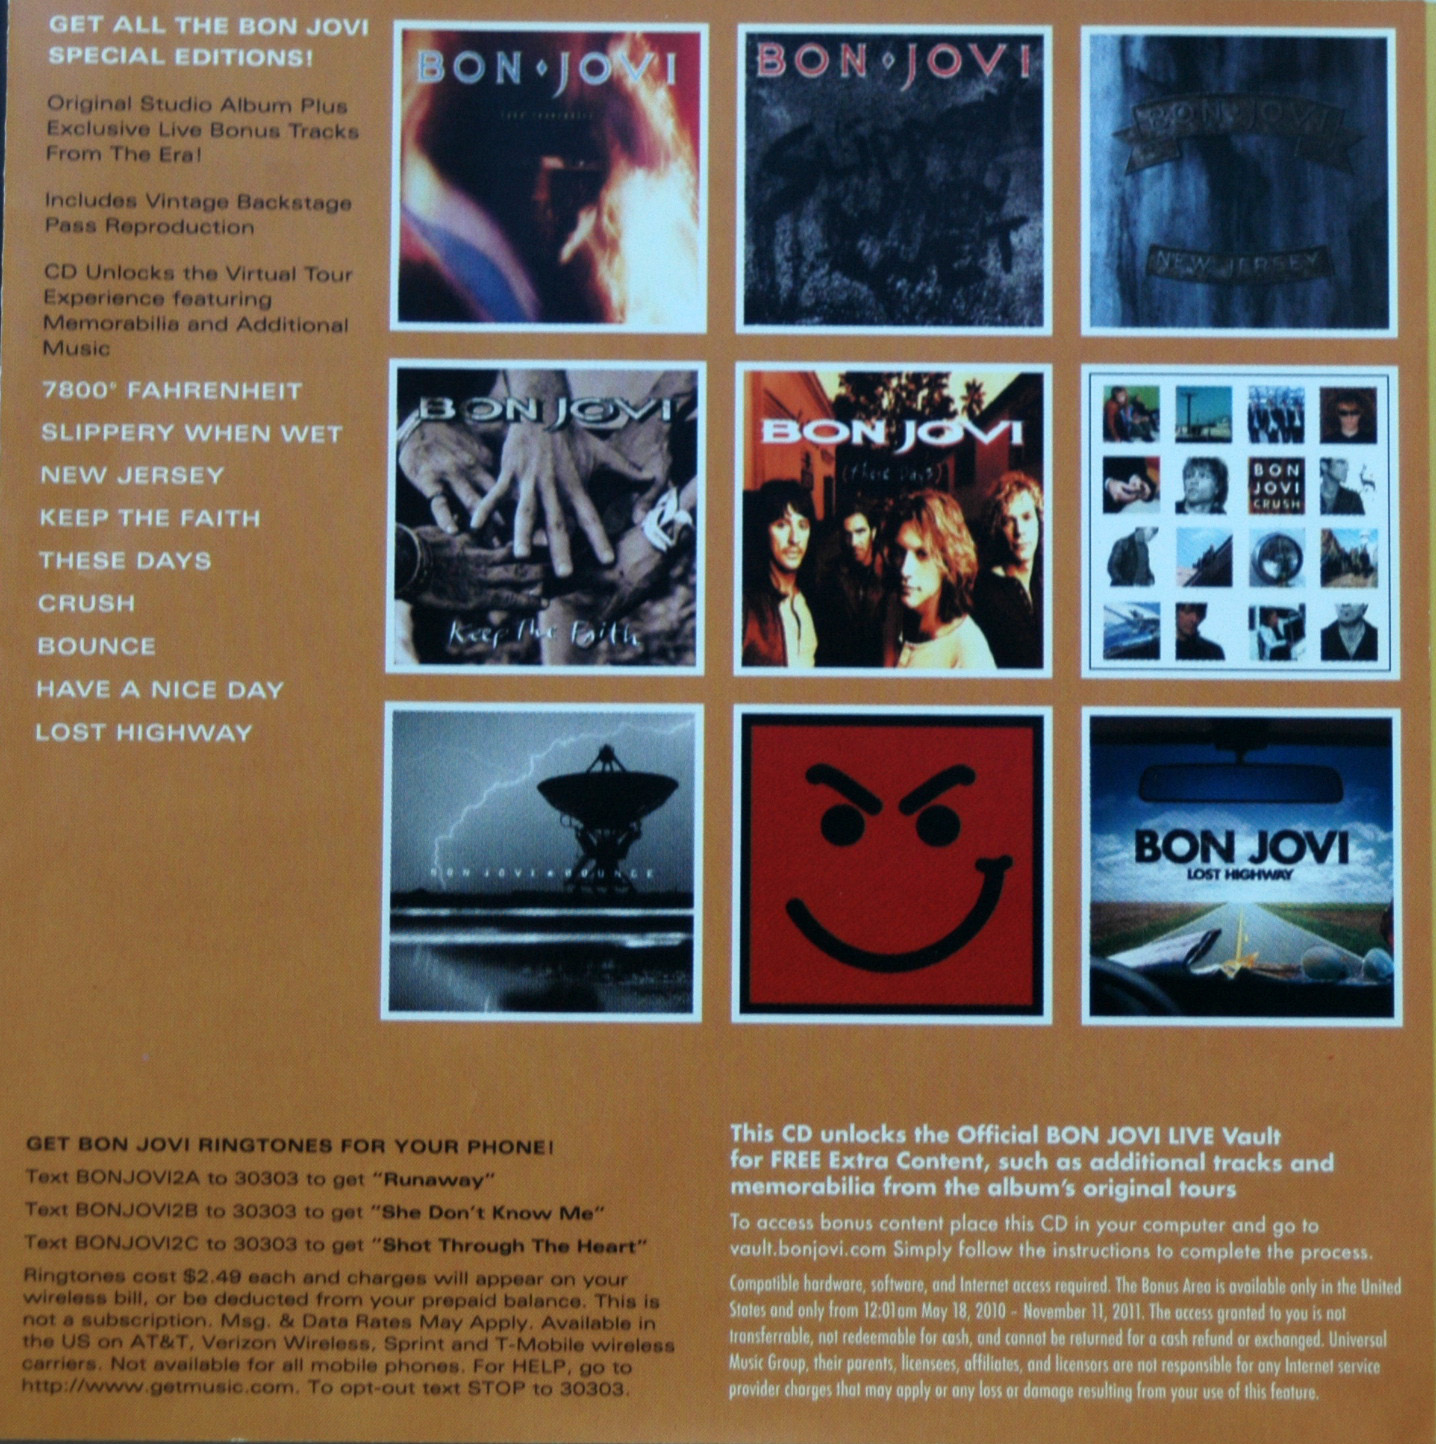 GET ALL THE BON JOVI
SPECIAL EDITIONS!
Original Studio Album Plus
Exclusive Live Bonus Tracks
From The Era!
Includes Vintage Backstage
Pass Reproduction
CD Unlocks the Virtual Tour
Experience featuring
Memorabilia and Additional
Music
7800° FAHRENHEIT
SLIPPERY WHEN WET
NEW JERSEY
KEEP THE FAITH
THESE DAYS
CRUSH
BOUNCE
HAVE A NICE DAY
LOST HIGHWAY
BON JOVI
BON JOVI
BON JOVI
NEW JERSEY
BON JOVI
Keep The Faith
BON JOVI
(these Days)
BON
JOVI
CRUSH
BON JOVI ★ BOUNCE
BON JOVI
LOST HIGHWAY
GET BON JOVI RINGTONES FOR YOUR PHONE!
Text BONJOVI2A to 30303 to get "Runaway"
Text BONJOVI2B to 30303 to get "She Don't Know Me"
Text BONJOVI2C to 30303 to get "Shot Through The Heart"
Ringtones cost $2.49 each and charges will appear on your
wireless bill, or be deducted from your prepaid balance. This is
not a subscription. Msg. & Data Rates May Apply. Available in
the US on AT&T, Verizon Wireless, Sprint and T-Mobile wireless
carriers. Not available for all mobile phones. For HELP, go to
http://www.getmusic.com. To opt-out text STOP to 30303.
This CD unlocks the Official BON JOVI LIVE Vault
for FREE Extra Content, such as additional tracks and
memorabilia from the album's original tours
To access bonus content place this CD in your computer and go to
vault.bonjovi.com Simply follow the instructions to complete the process.
Compatible hardware, software, and Internet access required. The Bonus Area is available only in the United
States and only from 12:01am May 18, 2010 - November 11, 2011. The access granted to you is not
transferrable, not redeemable for cash, and cannot be returned for a cash refund or exchanged. Universal
Music Group, their parents, licensees, affiliates, and licensors are not responsible for any Internet service
provider charges that may apply or any loss or damage resulting from your use of this feature.